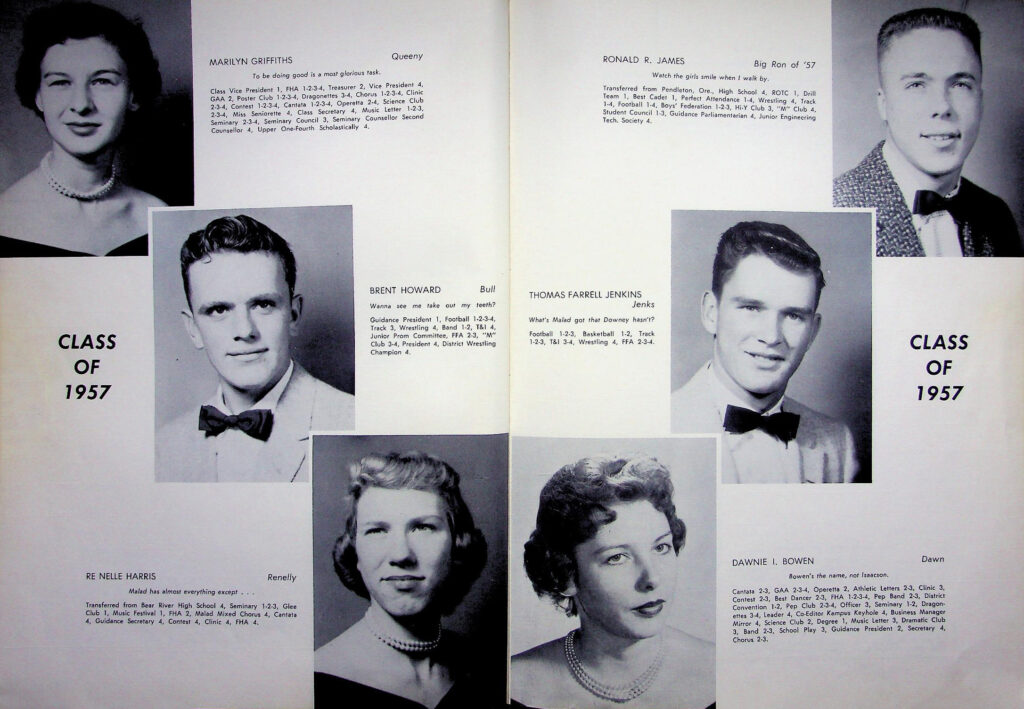 MARILYN GRIFFITHS Queeny
To be doing good is a most glorious task.
Class Vice President 1, FHA 1-2-3-4, Treasurer 2, Vice President 4,
GAA 2, Poster Club 1-2-3-4, Dragonettes 3-4, Chorus 1-2-3-4, Clinic
2-3-4, Contest 1-2-3-4, Cantata 1-2-3-4, Operetta 2-4, Science Club
2-3-4, Miss Seniorette 4, Class Secretary 4, Music Letter 1-2-3,
Seminary 2-3-4, Seminary Council 3, Seminary Counsellor Second
Counsellor 4, Upper One-Fourth Scholastically 4.
BRENT HOWARD Bull
Wanna see me take out my teeth?
Guidance President 1, Football 1-2-3-4,
Track 3, Wrestling 4, Band 1-2, T&I 4,
Junior Prom Committee, FFA 2-3, "M"
Club 3-4, President 4, District Wrestling
Champion 4.
CLASS
OF
1957
RE NELLE HARRIS Renelly
Malad has almost everything except . . .
Transferred from Bear River High School 4, Seminary 1-2-3, Glee
Club 1, Music Festival 1, FHA 2, Malad Mixed Chorus 4, Cantata
4, Guidance Secretary 4, Contest 4, Clinic 4, FHA 4.
RONALD R. JAMES Big Ron of '57
Watch the girls smile when I walk by.
Transferred from Pendleton, Ore., High School 4, ROTC 1, Drill
Team 1, Best Cadet 1, Perfect Attendance 1-4, Wrestling 4, Track
1-4, Football 1-4, Boys' Federation 1-2-3, Hi-Y Club 3, "M" Club 4,
Student Council 1-3, Guidance Parliamentarian 4, Junior Engineering
Tech. Society 4.
THOMAS FARRELL JENKINS
Jenks
What's Malad got that Downey hasn't?
Football 1-2-3, Basketball 1-2, Track
1-2-3, T&I 3-4, Wrestling 4, FFA 2-3-4.
CLASS
OF
1957
DAWNIE I. BOWEN Dawn
Bowen's the name, not Isaacson.
Cantata 2-3, GAA 2-3-4, Operetta 2, Athletic Letters 2-3, Clinic 3,
Contest 2-3, Best Dancer 2-3, FHA 1-2-3-4, Pep Band 2-3, District
Convention 1-2, Pep Club 2-3-4, Officer 3, Seminary 1-2, Dragon-
ettes 3-4, Leader 4, Co-Editor Kampus Keyhole 4, Business Manager
Mirror 4, Science Club 2, Degree 1, Music Letter 3, Dramatic Club
3, Band 2-3, School Play 3, Guidance President 2, Secretary 4,
Chorus 2-3.